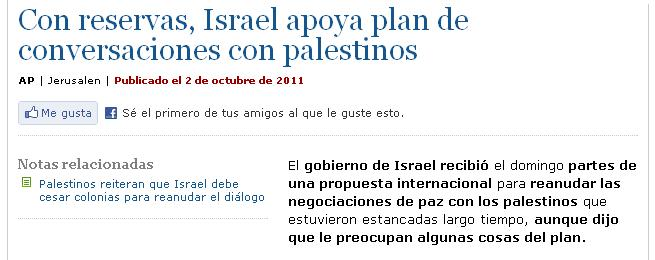 Con reservas, Israel apoya plan de
conversaciones con palestinos
AP | Jerusalen | Publicado el 2 de octubre de 2011
Me gusta Sé el primero de tus amigos al que le guste esto.
Notas relacionadas
Palestinos reiteran que Israel debe
cesar colonias para reanudar el diálogo
El gobierno de Israel recibió el domingo partes de
una propuesta internacional para reanudar las
negociaciones de paz con los palestinos que
estuvieron estancadas largo tiempo, aunque dijo
que le preocupan algunas cosas del plan.